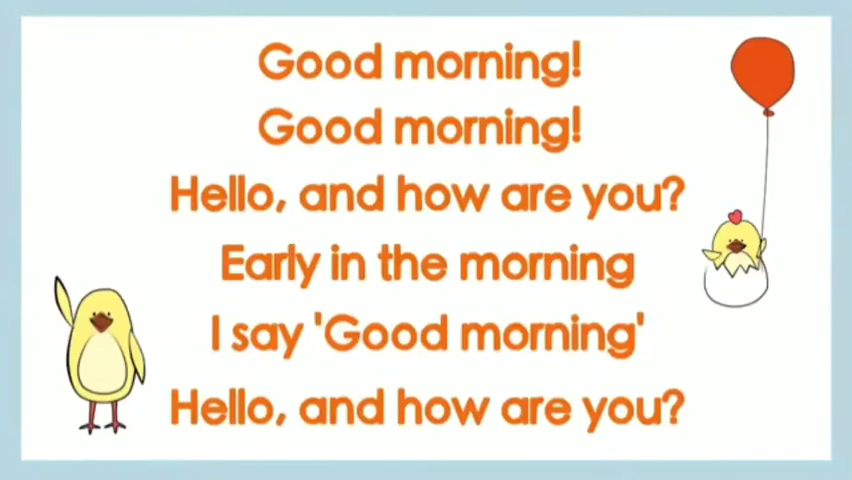 Good morning!
Good morning!
Hello, and how are you?
Early in the morning
I say 'Good morning'
Hello, and how are you?